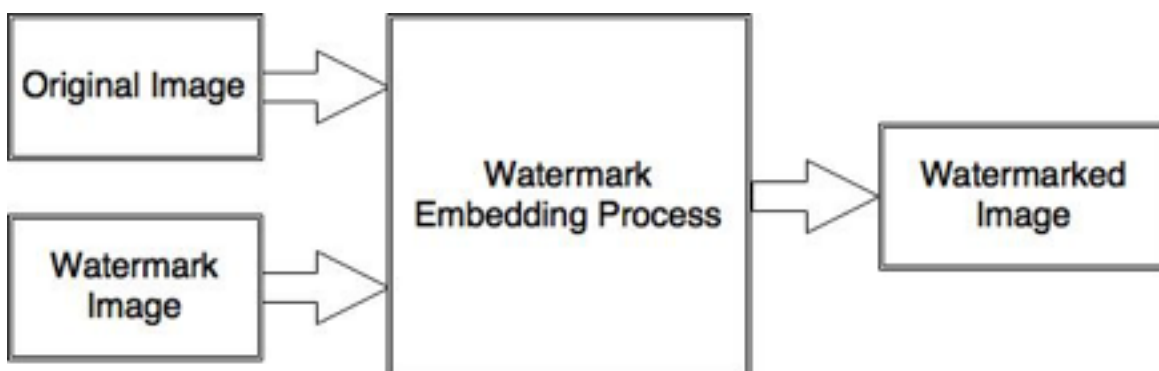 Original Image
Watermark
Image
Watermark
Embedding Process
Watermarked
Image